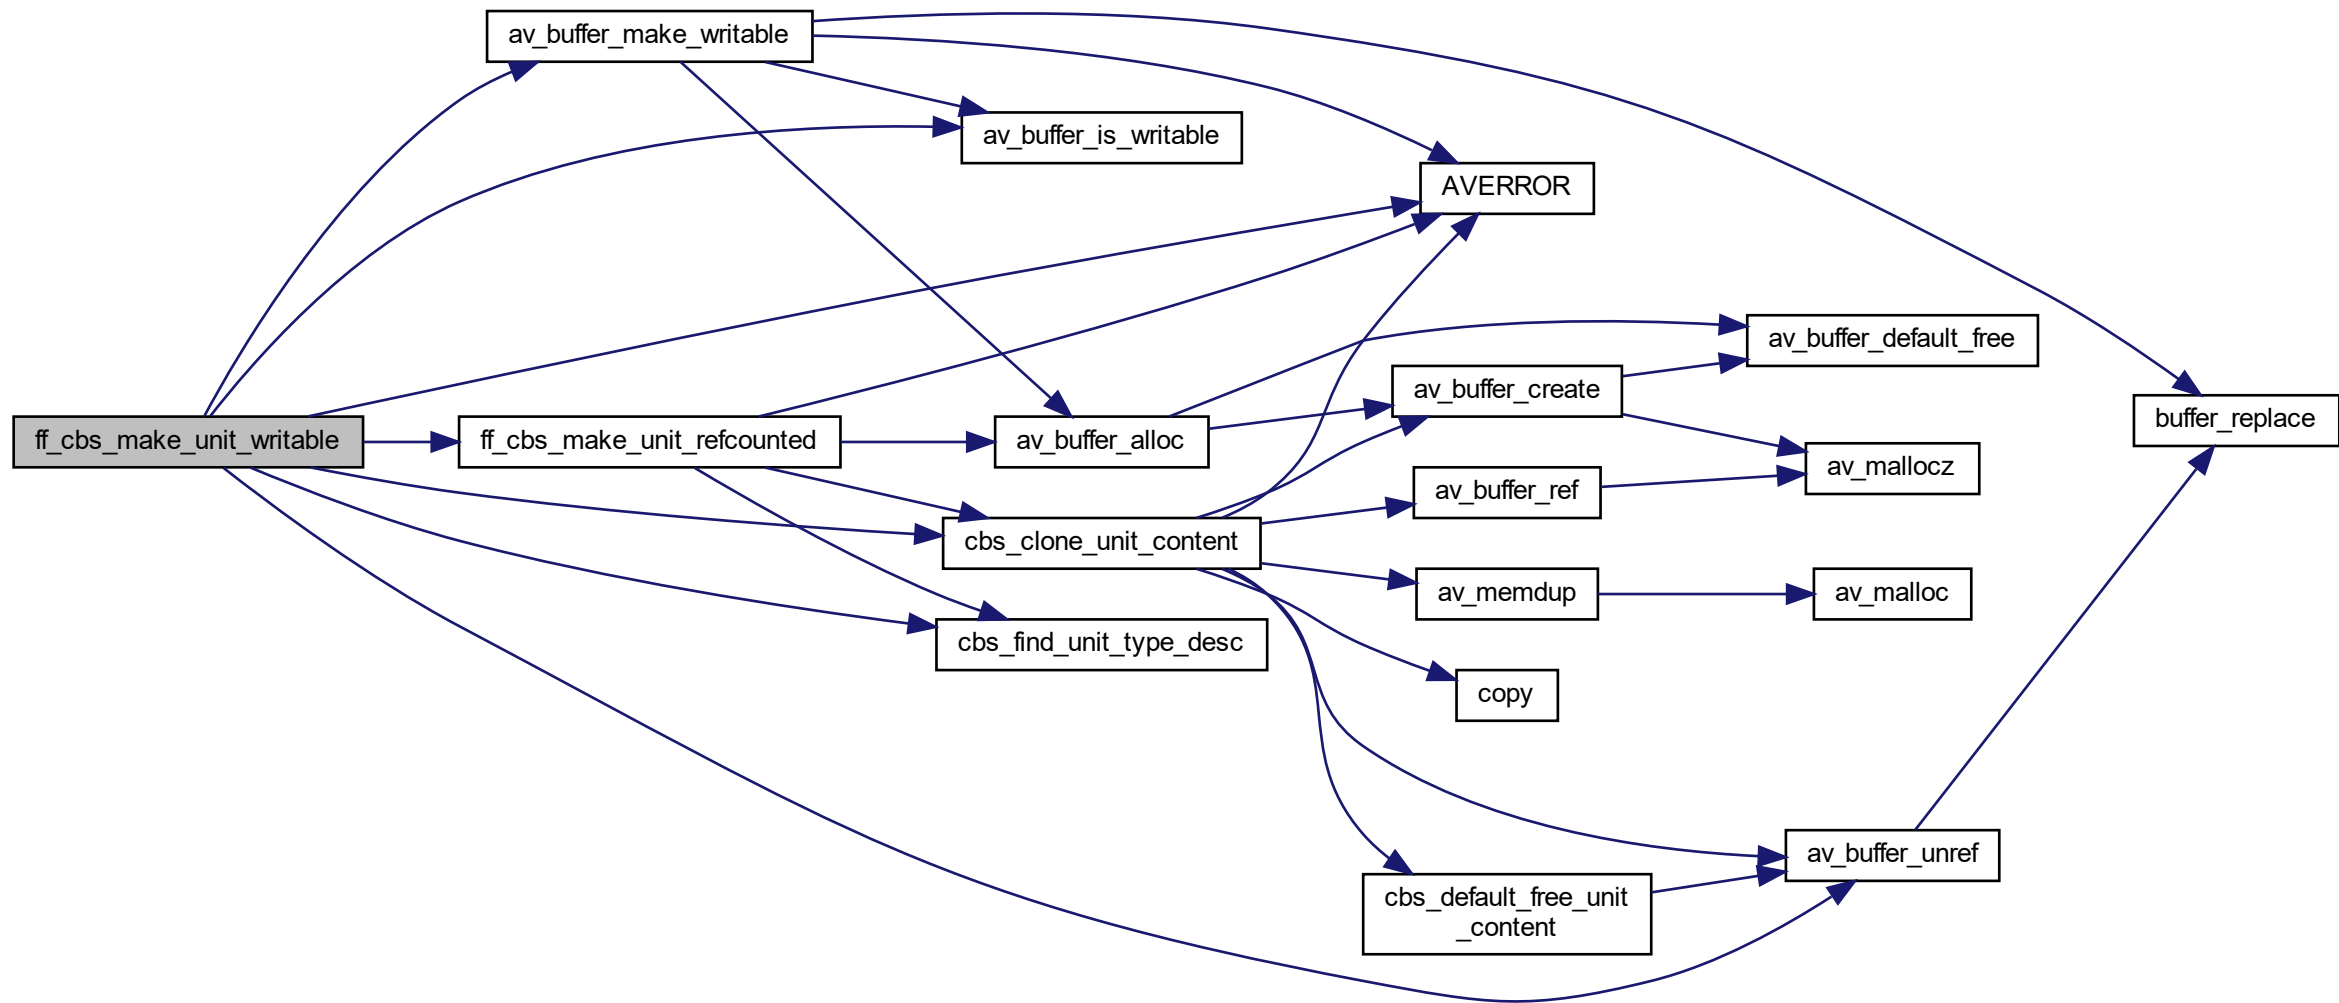 av_buffer_make_writable
av_buffer_is_writable
AVERROR
av_buffer_default_free
av_buffer_create
buffer_replace
ff_cbs_make_unit_writable
ff_cbs_make_unit_refcounted
av_buffer_alloc
av_mallocz
av_buffer_ref
cbs_clone_unit_content
av_memdup
av_malloc
cbs_find_unit_type_desc
copy
av_buffer_unref
cbs_default_free_unit
_content